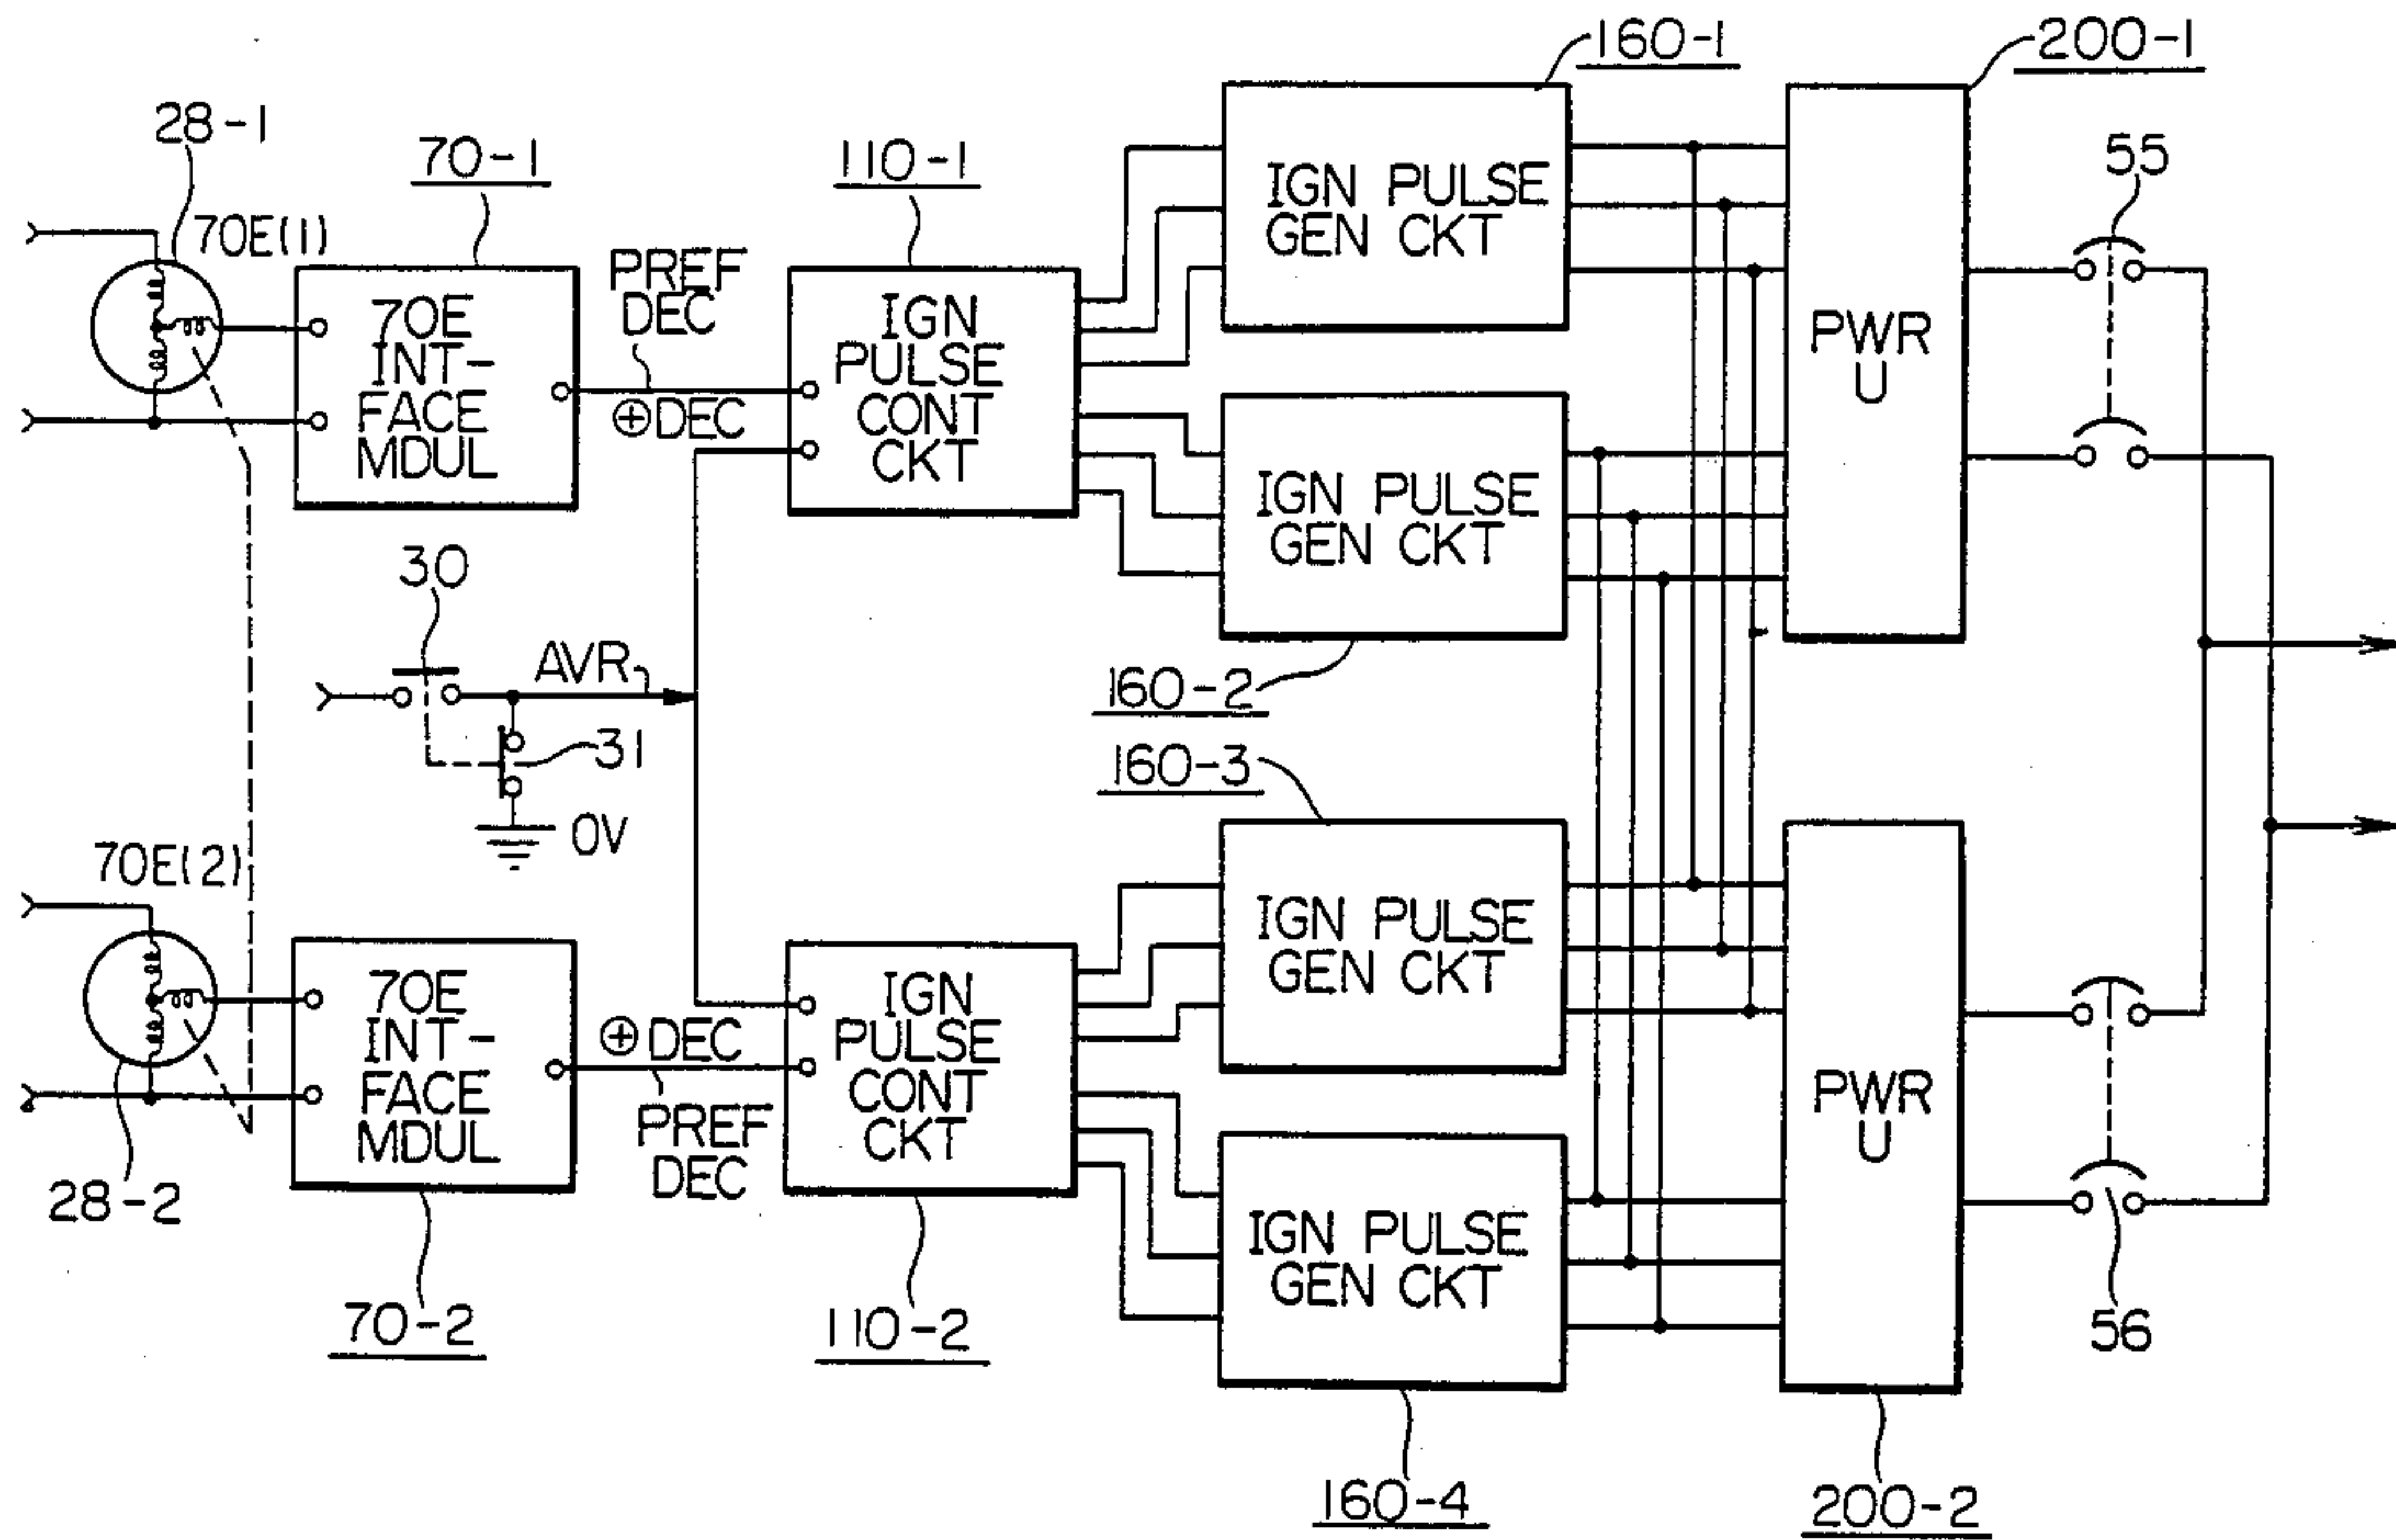 160-1
200-1
28-1
70-1
110-1
55
70E(1)
IGN PULSE
GEN CKT
PREF
DEC
⊕DEC
70E
INT-
FACE
MDUL
IGN
PULSE
CONT
CKT
PWR
U
IGN PULSE
GEN CKT
30
AVR
160-2
31
160-3
0V
70E(2)
IGN PULSE
GEN CKT
70E
INT-
FACE
MDUL
⊕DEC
PREF
DEC
IGN
PULSE
CONT
CKT
PWR
U
28-2
IGN PULSE
GEN CKT
70-2
110-2
56
160-4
200-2